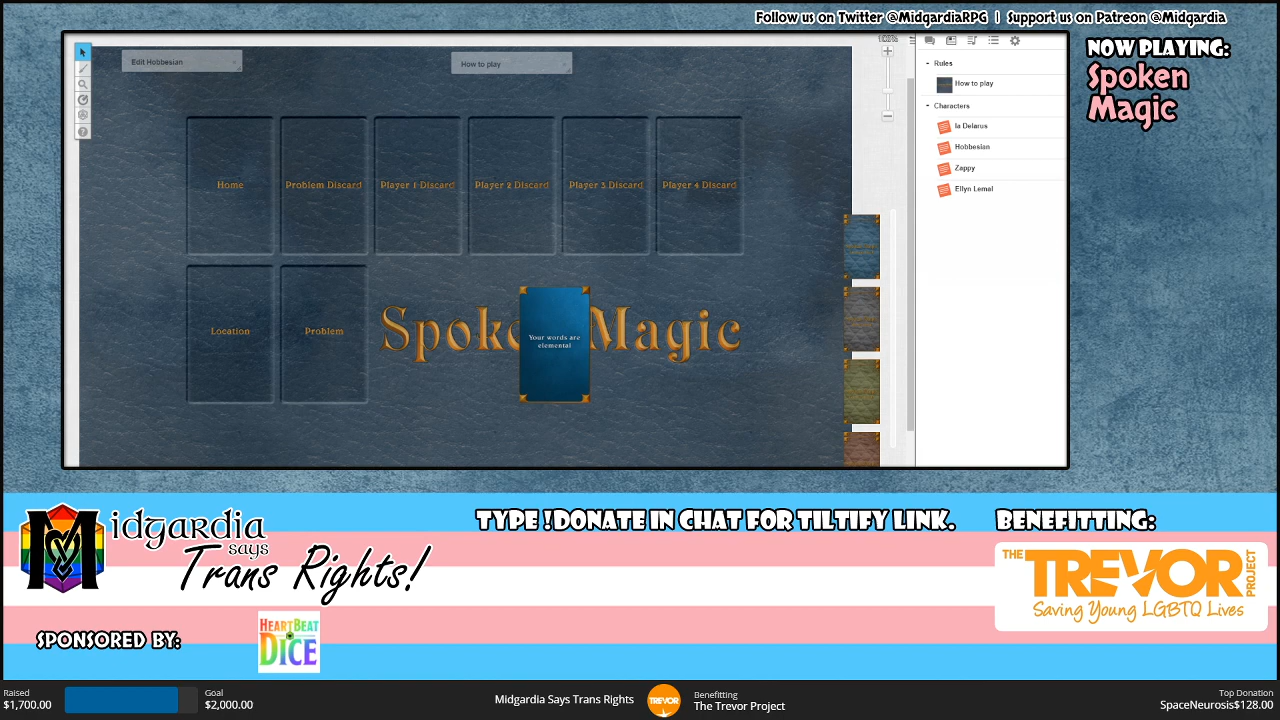 Follow us on Twitter @MidgardiaRPG | Support us on Patreon @Midgardia
NOW PLAYING:
Spoken
Magic
Edit Hobbesian
How to play
Rules
How to play
Characters
Ia Delarus
Hobbesian
Zappy
Ellyn Lemal
Home
Problem Discard
Player 1 Discard
Player 2 Discard
Player 3 Discard
Player 4 Discard
Location
Problem
Spoke Magic
Your words are
elemental
Midgardia
says
Trans Rights!
TYPE !DONATE IN CHAT FOR TILTIFY LINK.
BENEFITTING:
THE TREVOR PROJECT
Saving Young LGBTQ Lives
SPONSORED BY:
HEARTBEAT
DICE
Raised
$1,700.00
Goal
$2,000.00
Midgardia Says Trans Rights
TREVOR
Benefitting
The Trevor Project
Top Donation
SpaceNeurosis$128.00